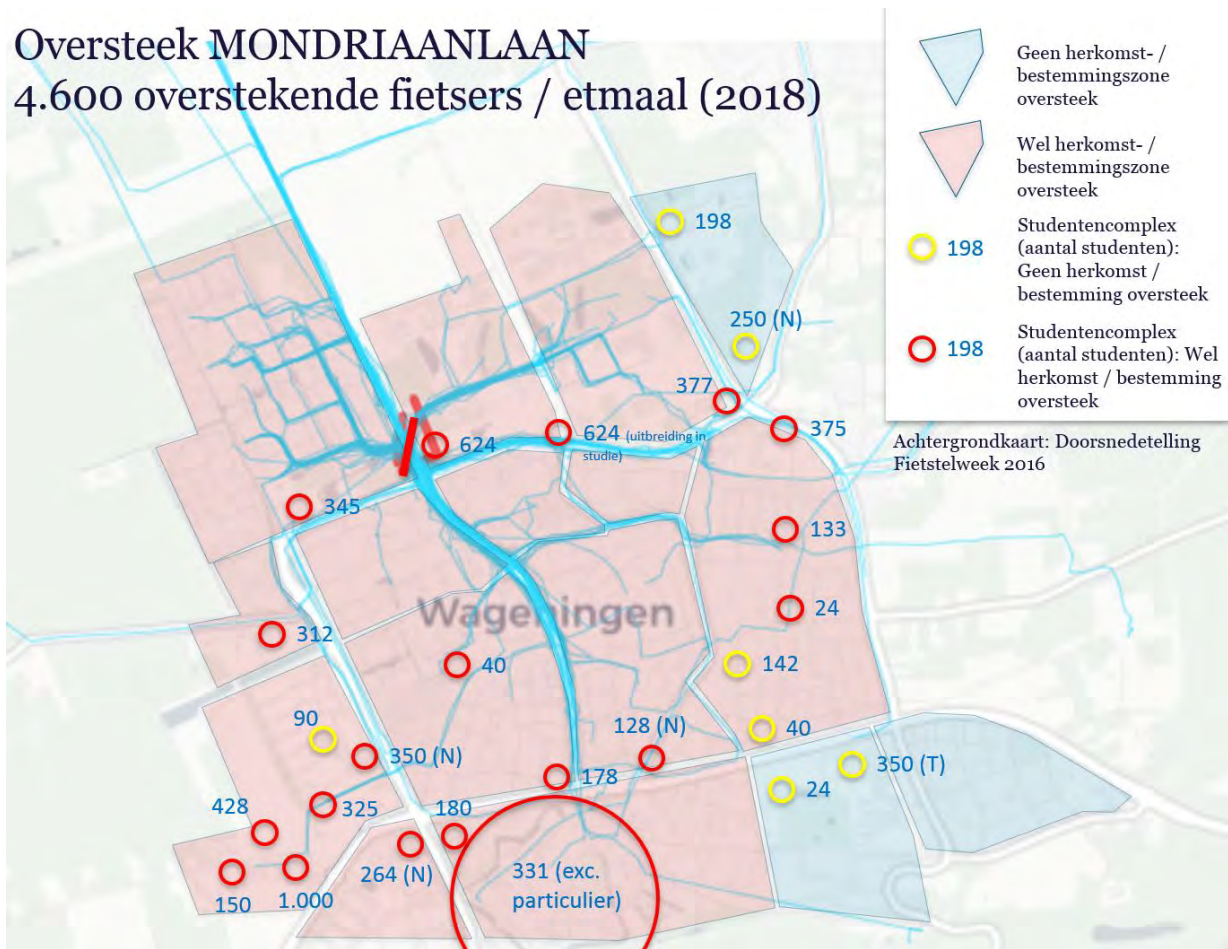 Oversteek MONDRIAANLAAN
4.600 overstekende fietsers / etmaal (2018)
Geen herkomst- /
bestemmingszone
oversteek
Wel herkomst- /
bestemmingszone
oversteek
198
Studentencomplex
(aantal studenten):
Geen herkomst /
bestemming oversteek
198
Studentencomplex
(aantal studenten): Wel
herkomst / bestemming
oversteek
Achtergrondkaart: Doorsnedetelling
Fietstelweek 2016
198
250 (N)
377
375
624
624 (uitbreiding in
studie)
345
133
Wageningen
24
312
40
142
90
128 (N)
40
350 (N)
178
350 (T)
24
428
325
180
264 (N)
331 (exc.
particulier)
150
1.000